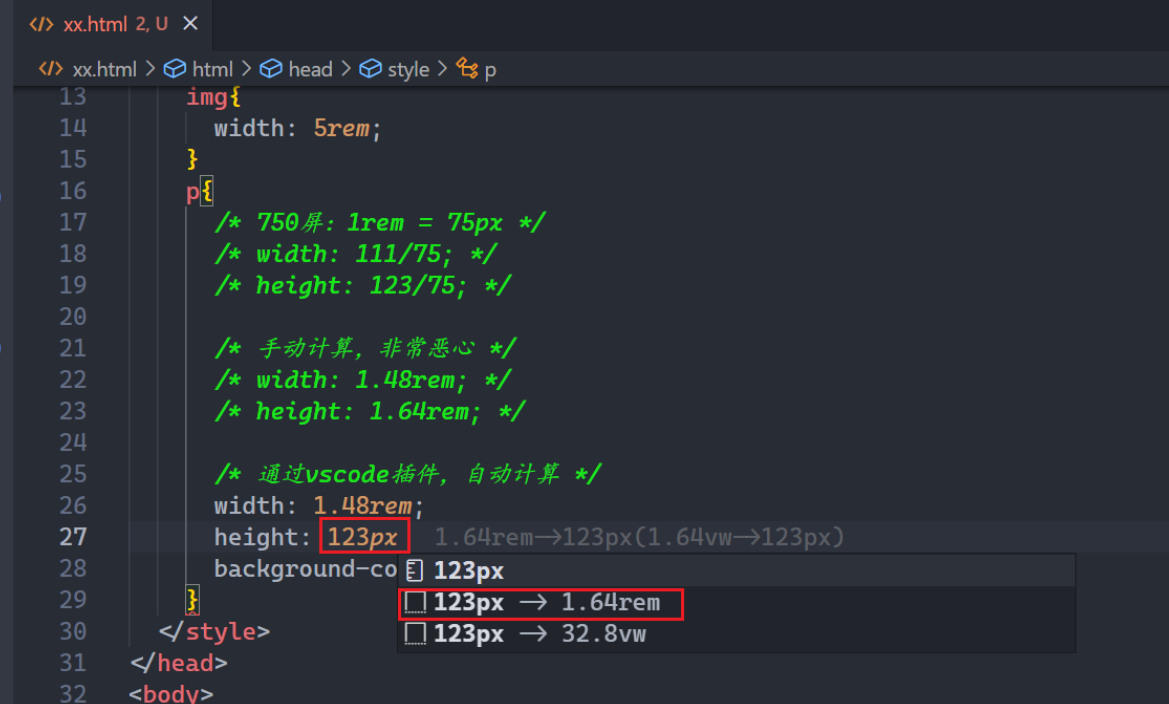 xx.html 2, U
xx.html > html > head > style > p
13 img{
14 width: 5rem;
15 }
16 p{
17 /* 750屏: 1rem = 75px */
18 /* width: 111/75; */
19 /* height: 123/75; */
20
21 /* 手动计算, 非常恶心 */
22 /* width: 1.48rem; */
23 /* height: 1.64rem; */
24
25 /* 通过vscode插件, 自动计算 */
26 width: 1.48rem;
27 height: 123px 1.64rem->123px(1.64vw->123px)
28 background-co
123px
29 }
123px -> 1.64rem
30 </style>
123px -> 32.8vw
31 </head>
32 <body>